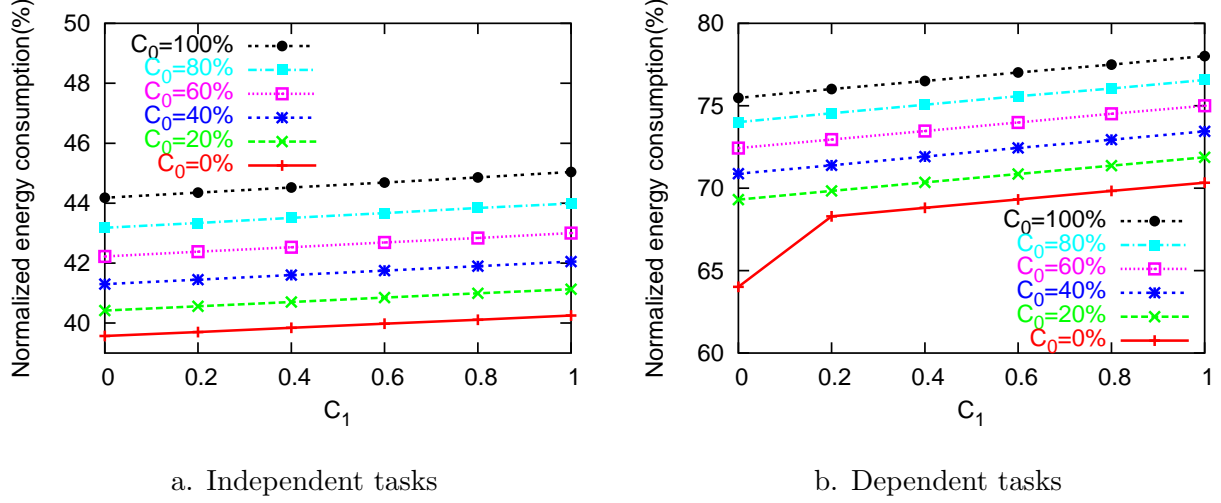 Normalized energy consumption(%)
50
48
46
44
42
40
C0=100%
C0=80%
C0=60%
C0=40%
C0=20%
C0=0%
0 0.2 0.4 0.6 0.8 1
C1
a. Independent tasks
Normalized energy consumption(%)
80
75
70
65
60
C0=100%
C0=80%
C0=60%
C0=40%
C0=20%
C0=0%
0 0.2 0.4 0.6 0.8 1
C1
b. Dependent tasks